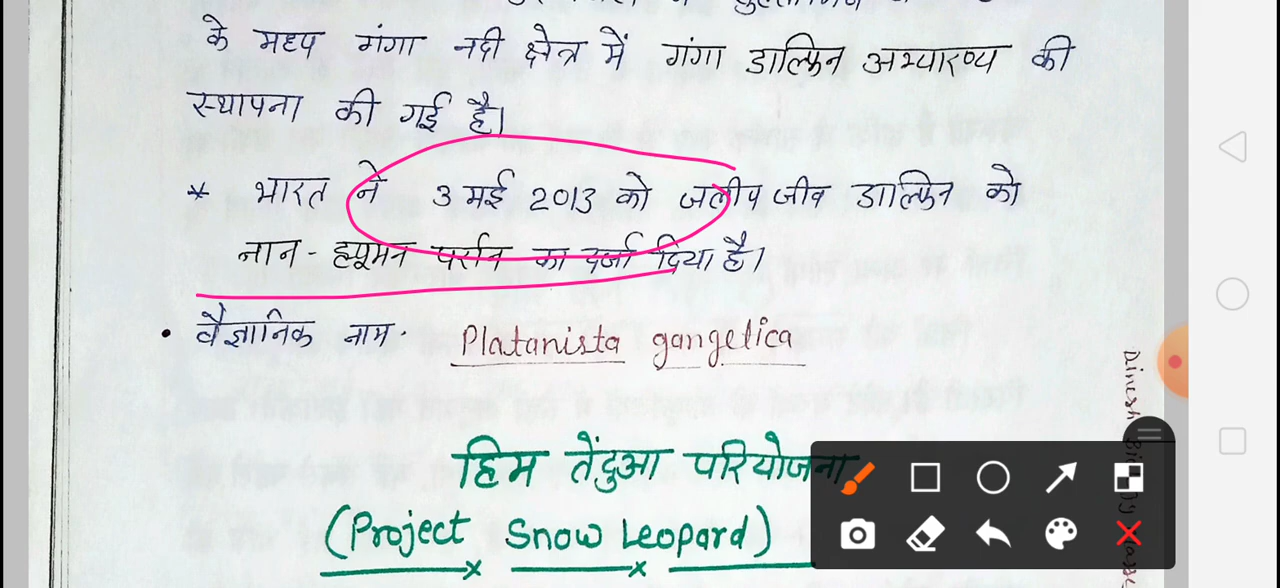 के मध्य गंगा नदी क्षेत्र में गंगा डाल्फिन अभ्यारण्य की
स्थापना की गई है।
* भारत ने 3 मई 2013 को जलीय जीव डाल्फिन को
नान - ह्यूमन पर्सन का दर्जा दिया है।
• वैज्ञानिक नाम · Platanista gangetica
हिम तेंदुआ परियोजना
(Project Snow Leopard)
Dinesh